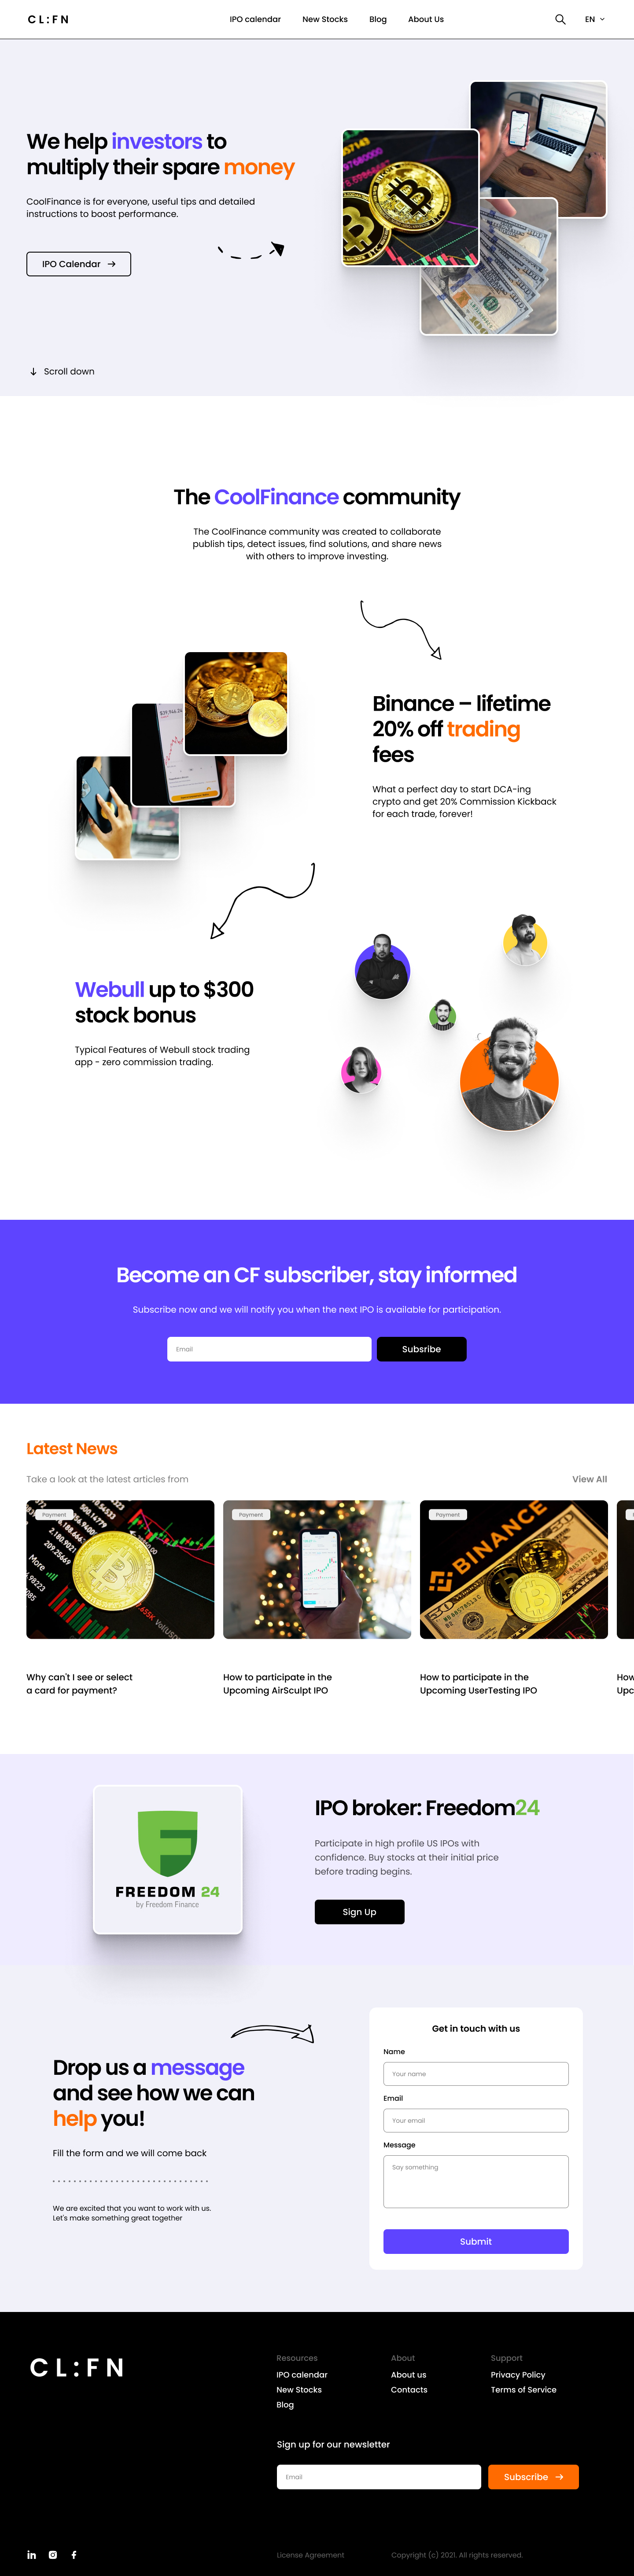 CL:FN
IPO calendar
New Stocks
Blog
About Us
EN
We help investors to
multiply their spare money
CoolFinance is for everyone, useful tips and detailed
instructions to boost performance.
IPO Calendar
Scroll down
The CoolFinance community
The CoolFinance community was created to collaborate
publish tips, detect issues, find solutions, and share news
with others to improve investing.
Binance – lifetime
20% off trading
fees
What a perfect day to start DCA-ing
crypto and get 20% Commission Kickback
for each trade, forever!
Webull up to $300
stock bonus
Typical Features of Webull stock trading
app - zero commission trading.
Become an CF subscriber, stay informed
Subscribe now and we will notify you when the next IPO is available for participation.
Email
Subsribe
Latest News
Take a look at the latest articles from
View All
Payment
More
Payment
Payment
BINANCE
Why can't I see or select
a card for payment?
How to participate in the
Upcoming AirSculpt IPO
How to participate in the
Upcoming UserTesting IPO
How
Upc
FREEDOM 24
by Freedom Finance
IPO broker: Freedom24
Participate in high profile US IPOs with
confidence. Buy stocks at their initial price
before trading begins.
Sign Up
Drop us a message
and see how we can
help you!
Fill the form and we will come back
We are excited that you want to work with us.
Let's make something great together
Get in touch with us
Name
Your name
Email
Your email
Message
Say something
Submit
CL:FN
Resources
IPO calendar
New Stocks
Blog
About
About us
Contacts
Support
Privacy Policy
Terms of Service
Sign up for our newsletter
Email
Subscribe
License Agreement
Copyright (c) 2021. All rights reserved.